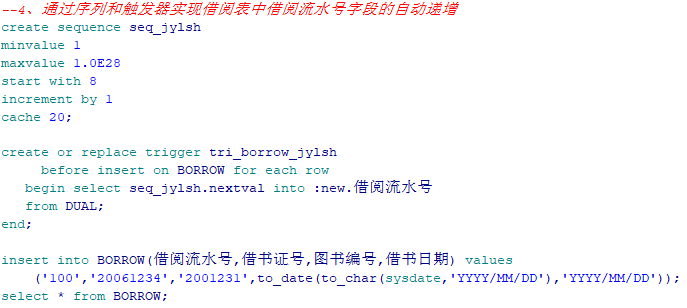 --4、通过序列和触发器实现借阅表中借阅流水号字段的自动递增
create sequence seq_jylsh
minvalue 1
maxvalue 1.0E28
start with 8
increment by 1
cache 20;
create or replace trigger tri_borrow_jylsh
before insert on BORROW for each row
begin select seq_jylsh.nextval into :new.借阅流水号
from DUAL;
end;
insert into BORROW(借阅流水号,借书证号,图书编号,借书日期) values
('100','20061234','2001231',to_date(to_char(sysdate,'YYYY/MM/DD'),'YYYY/MM/DD'));
select * from BORROW;